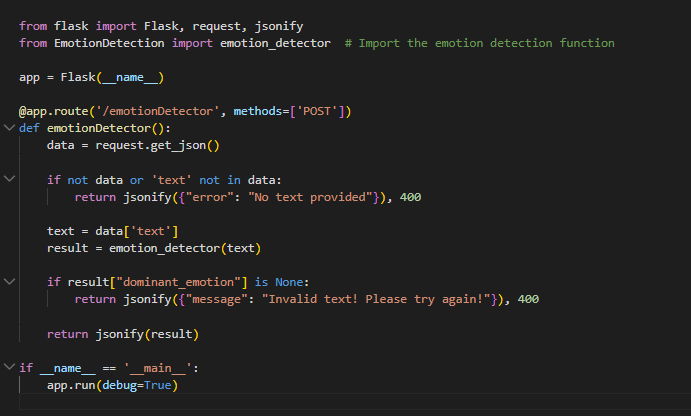 from flask import Flask, request, jsonify
from EmotionDetection import emotion_detector  # Import the emotion detection function

app = Flask(__name__)

@app.route('/emotionDetector', methods=['POST'])
def emotionDetector():
    data = request.get_json()

    if not data or 'text' not in data:
        return jsonify({"error": "No text provided"}), 400

    text = data['text']
    result = emotion_detector(text)

    if result["dominant_emotion"] is None:
        return jsonify({"message": "Invalid text! Please try again!"}), 400

    return jsonify(result)

if __name__ == '__main__':
    app.run(debug=True)